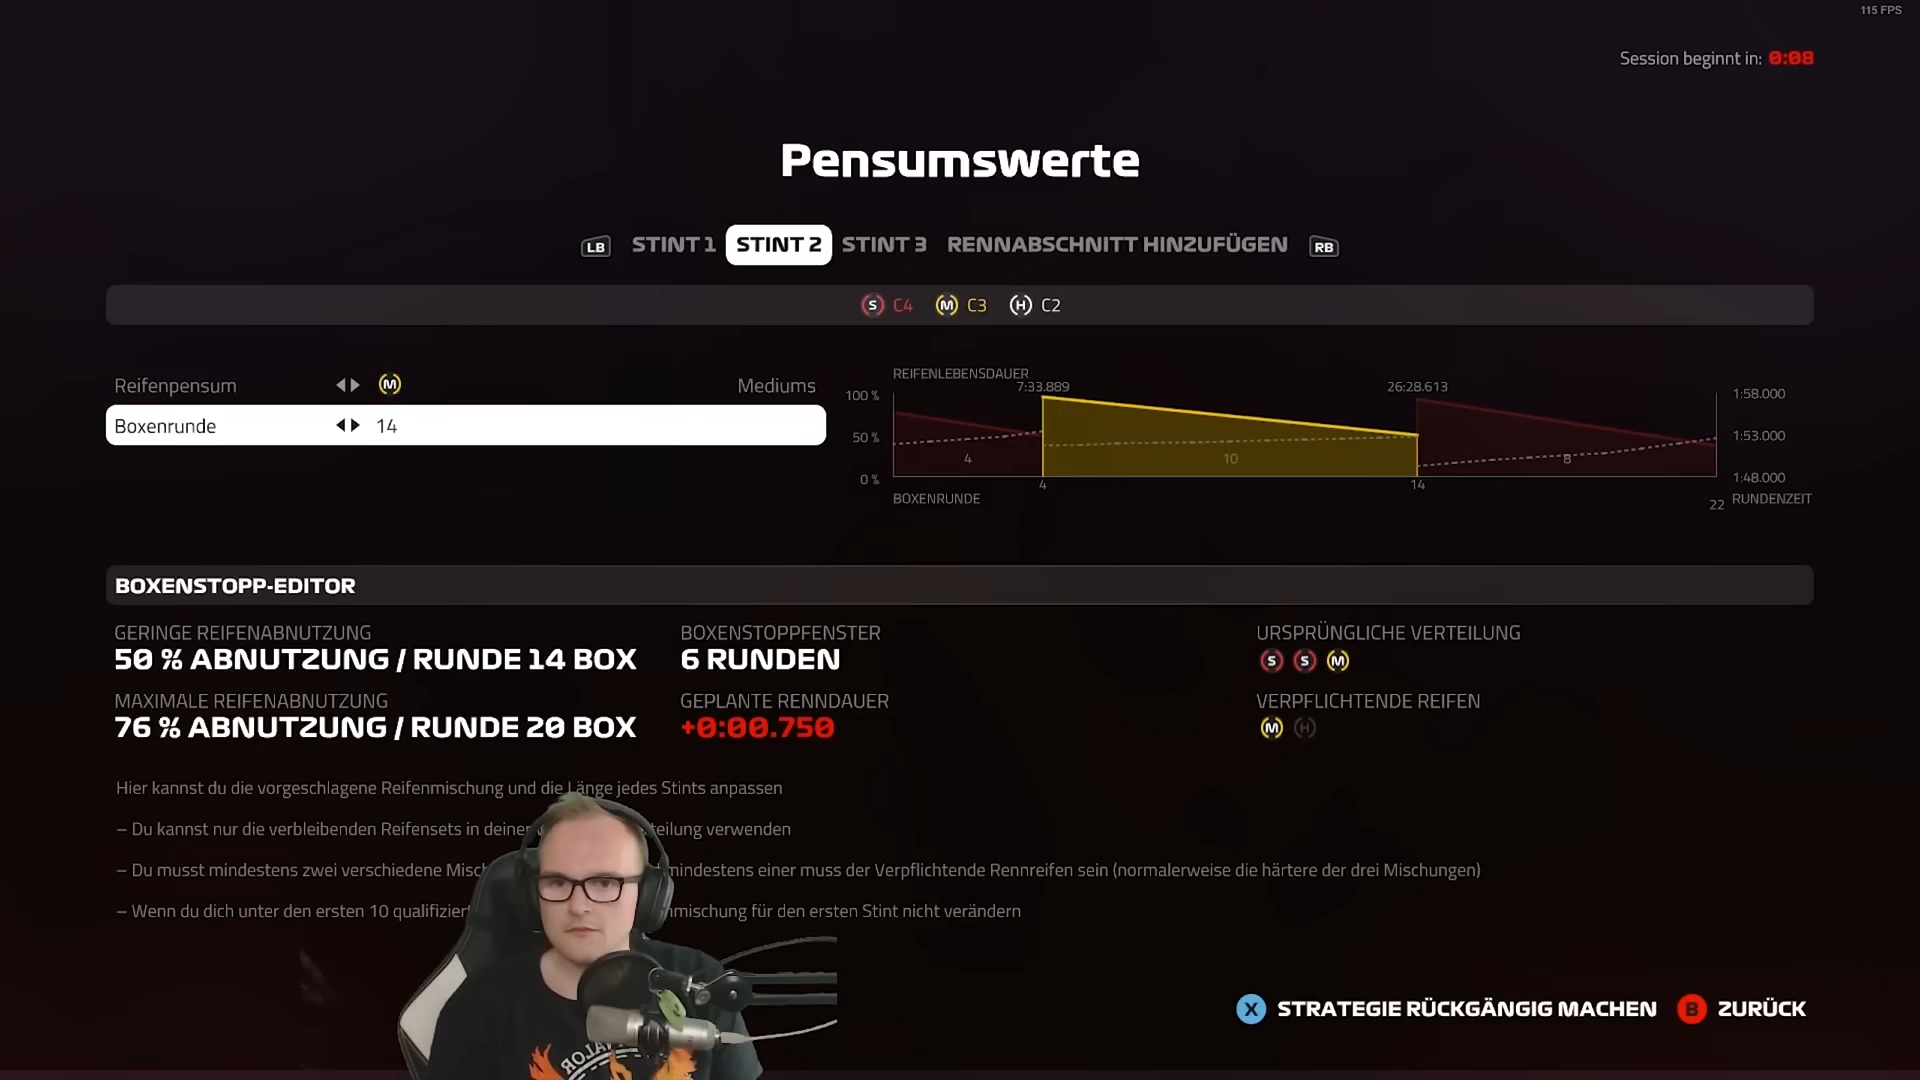 115 FPS
Session beginnt in: 0:08
Pensumswerte
LB STINT 1 STINT 2 STINT 3 RENNABSCHNITT HINZUFÜGEN RB
S C4 M C3 H C2
Reifenpensum M Mediums
Boxenrunde 14
REIFENLEBENSDAUER
7:33.889 26:28.613
100 % 1:58.000
50 % 1:53.000
4 10 8
0 % 1:48.000
4 14
BOXENRUNDE 22 RUNDENZEIT
BOXENSTOPP-EDITOR
GERINGE REIFENABNUTZUNG
50 % ABNUTZUNG / RUNDE 14 BOX
MAXIMALE REIFENABNUTZUNG
76 % ABNUTZUNG / RUNDE 20 BOX
BOXENSTOPPFENSTER
6 RUNDEN
GEPLANTE RENNDAUER
+0:00.750
URSPRÜNGLICHE VERTEILUNG
S S M
VERPFLICHTENDE REIFEN
M H
Hier kannst du die vorgeschlagene Reifenmischung und die Länge jedes Stints anpassen
– Du kannst nur die verbleibenden Reifensets in deiner teilung verwenden
– Du musst mindestens zwei verschiedene Misc mindestens einer muss der Verpflichtende Rennreifen sein (normalerweise die härtere der drei Mischungen)
– Wenn du dich unter den ersten 10 qualifizier mischung für den ersten Stint nicht verändern
X STRATEGIE RÜCKGÄNGIG MACHEN B ZURÜCK